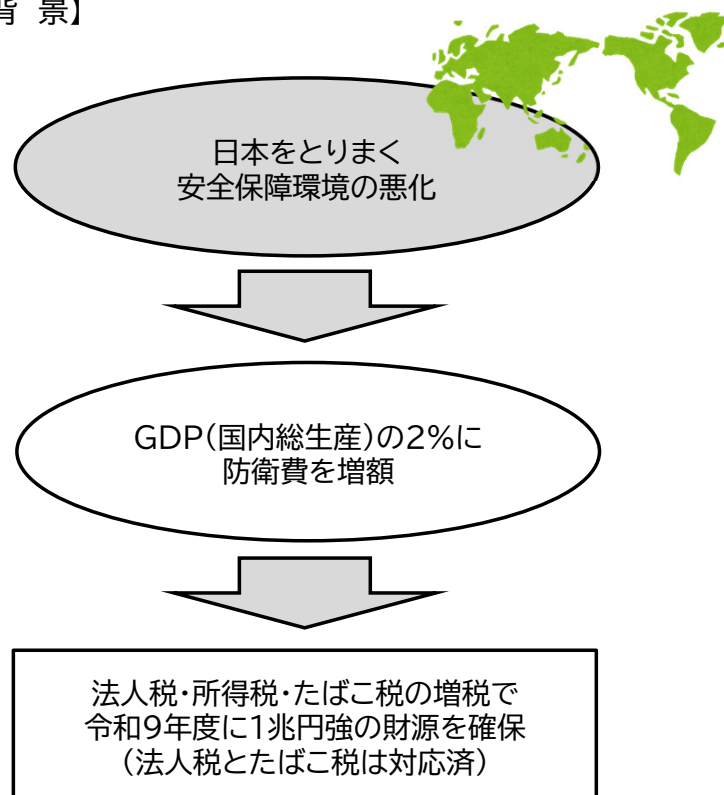 背 景】
日本をとりまく
安全保障環境の悪化
GDP(国内総生産)の2%に
防衛費を増額
法人税・所得税・たばこ税の増税で
令和9年度に1兆円強の財源を確保
(法人税とたばこ税は対応済)